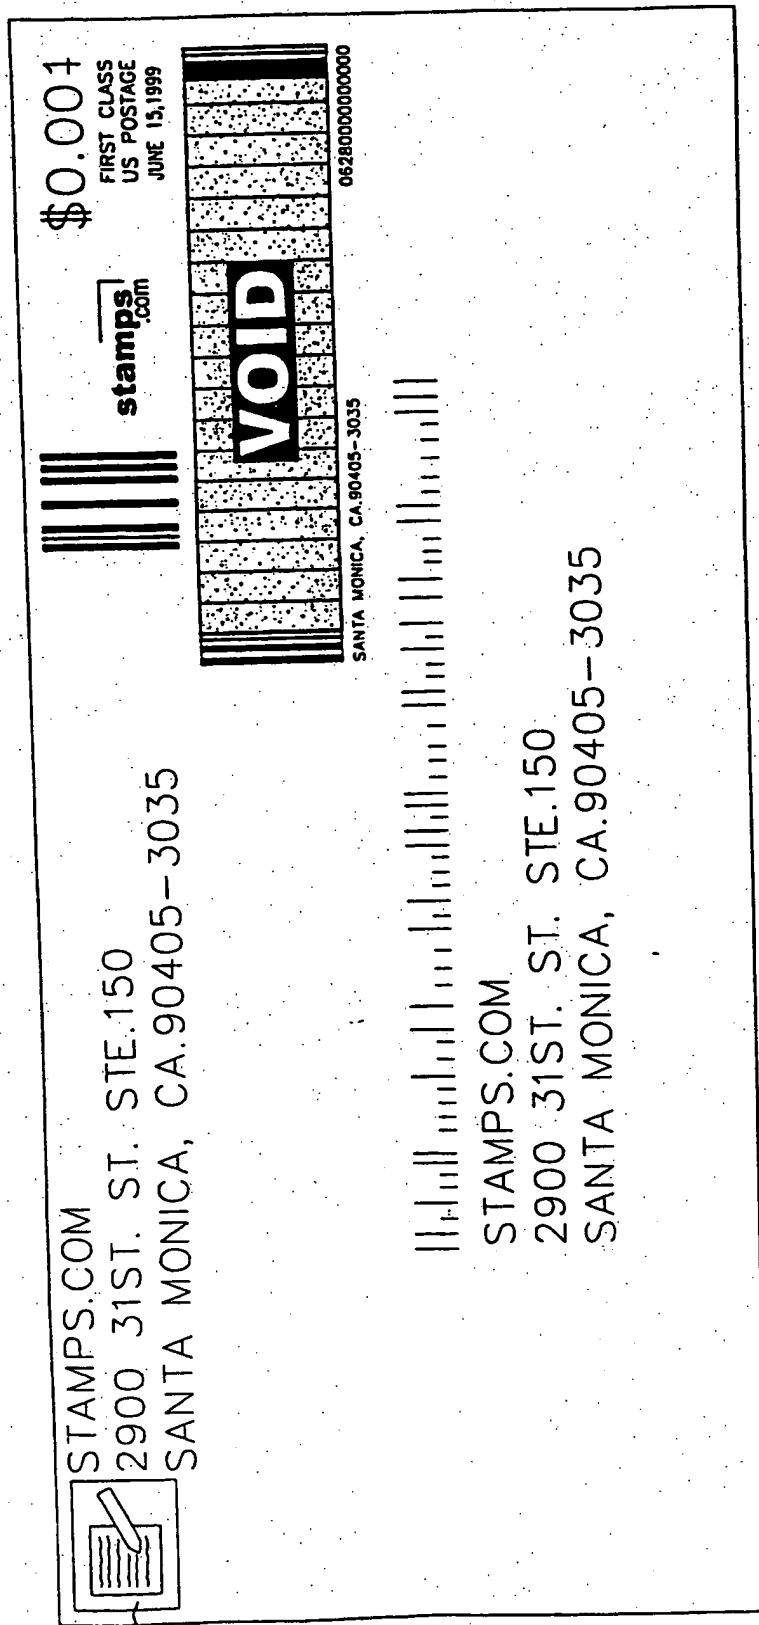 STAMPS.COM
2900 31ST. ST. STE.150
SANTA MONICA, CA.90405-3035
stamps
.com
$0.004
FIRST CLASS
US POSTAGE
JUNE 15,1999
VOID
SANTA MONICA, CA.90405-3035
06280000000000
STAMPS.COM
2900 31ST. ST. STE.150
SANTA MONICA, CA.90405-3035